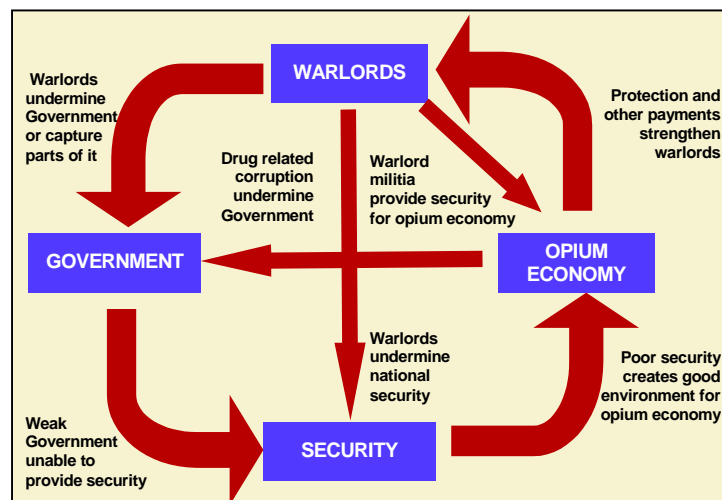 WARLORDS
Warlords
undermine
Government
or capture
parts of it
Protection and
other payments
strengthen
warlords
Drug related
corruption
undermine
Government
Warlord
militia
provide security
for opium economy
GOVERNMENT
OPIUM
ECONOMY
Warlords
undermine
national
security
Poor security
creates good
environment for
opium economy
Weak
Government
unable to
provide security
SECURITY